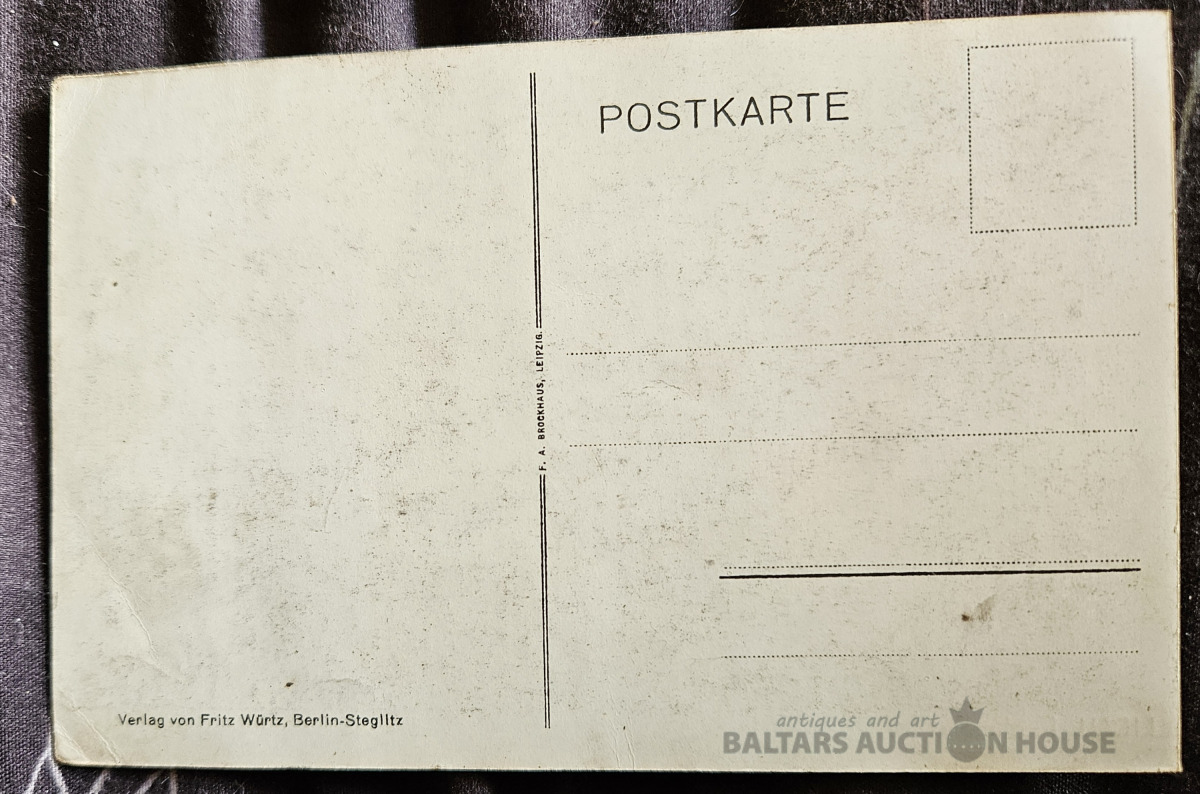 POSTKARTE
F. A. BROCKHAUS, LEIPZIG.
Verlag von Fritz Würtz, Berlin-Steglitz
antiques and art
BALTARS AUCTION HOUSE